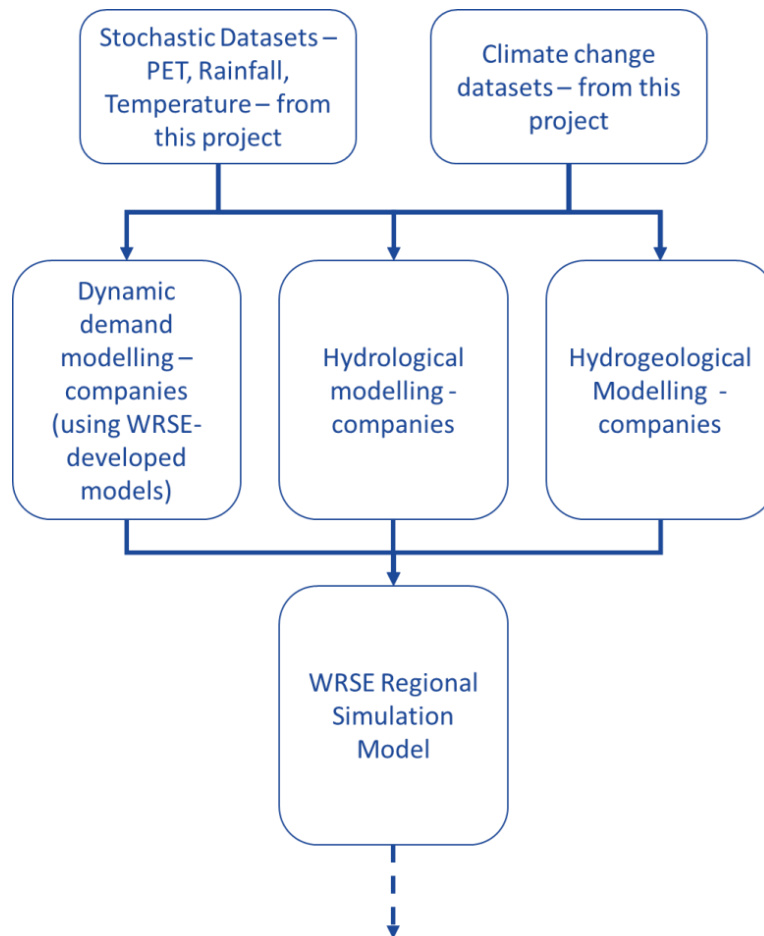 Stochastic Datasets –
PET, Rainfall,
Temperature – from
this project
Climate change
datasets – from this
project
Dynamic
demand
modelling –
companies
(using WRSE-
developed
models)
Hydrological
modelling -
companies
Hydrogeological
Modelling -
companies
WRSE Regional
Simulation
Model